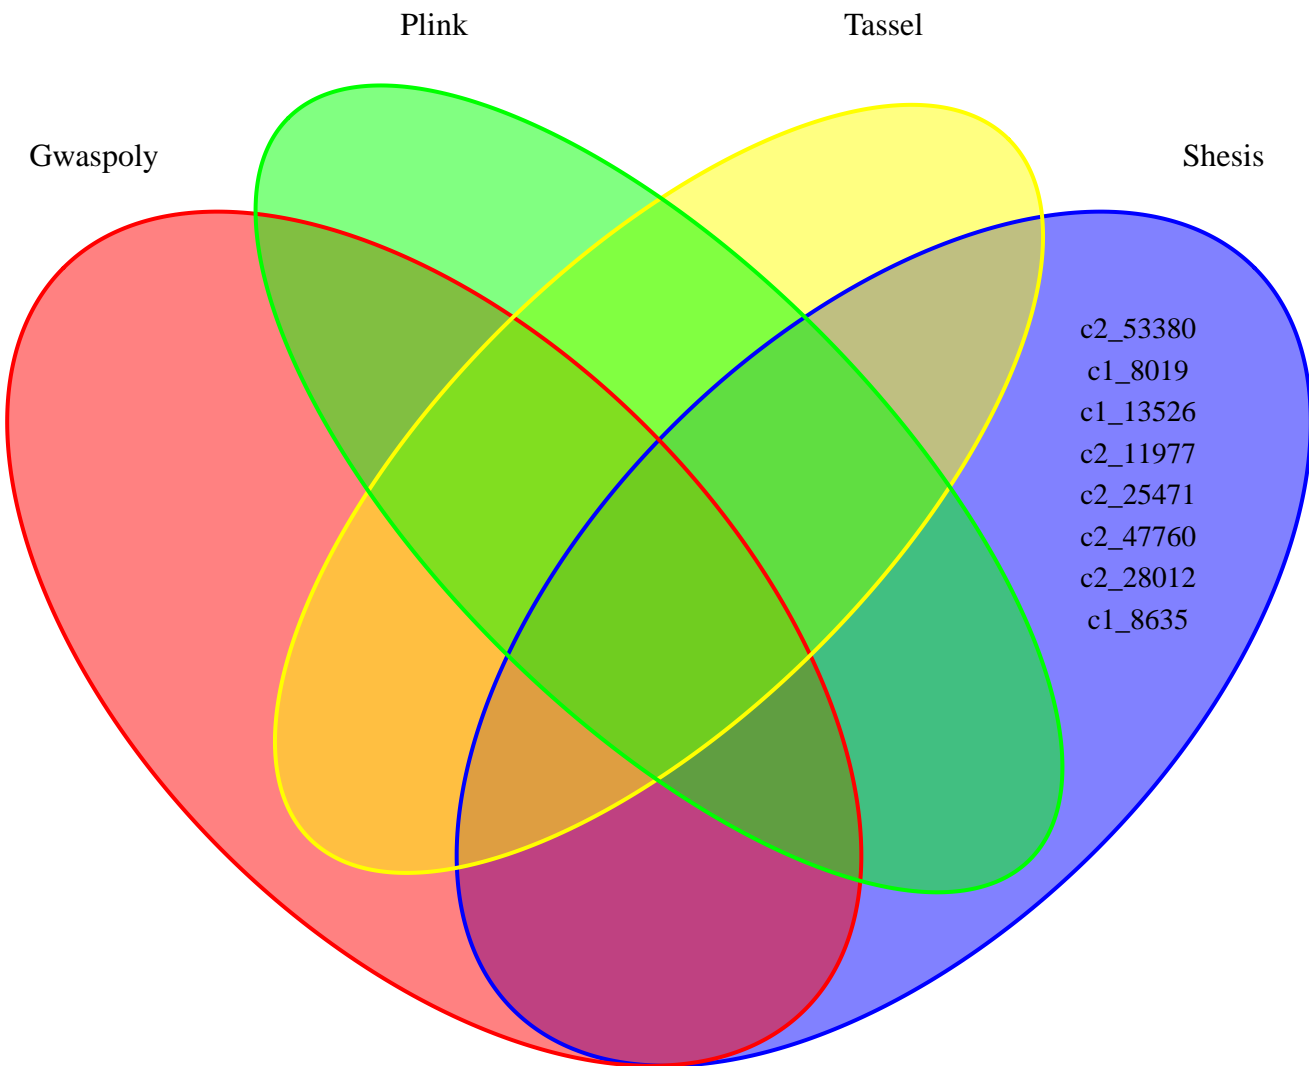 Plink
Tassel
Gwaspoly
Shesis
c2_53380
c1_8019
c1_13526
c2_11977
c2_25471
c2_47760
c2_28012
c1_8635